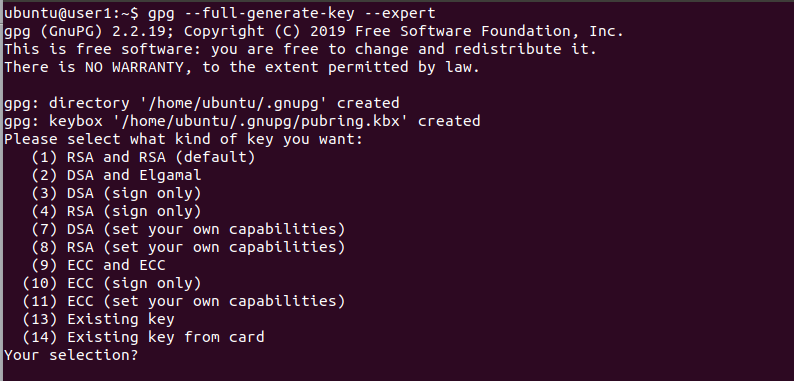 ubuntu@user1:~$ gpg --full-generate-key --expert
gpg (GnuPG) 2.2.19; Copyright (C) 2019 Free Software Foundation, Inc.
This is free software: you are free to change and redistribute it.
There is NO WARRANTY, to the extent permitted by law.
gpg: directory '/home/ubuntu/.gnupg' created
gpg: keybox '/home/ubuntu/.gnupg/pubring.kbx' created
Please select what kind of key you want:
(1) RSA and RSA (default)
(2) DSA and Elgamal
(3) DSA (sign only)
(4) RSA (sign only)
(7) DSA (set your own capabilities)
(8) RSA (set your own capabilities)
(9) ECC and ECC
(10) ECC (sign only)
(11) ECC (set your own capabilities)
(13) Existing key
(14) Existing key from card
Your selection?